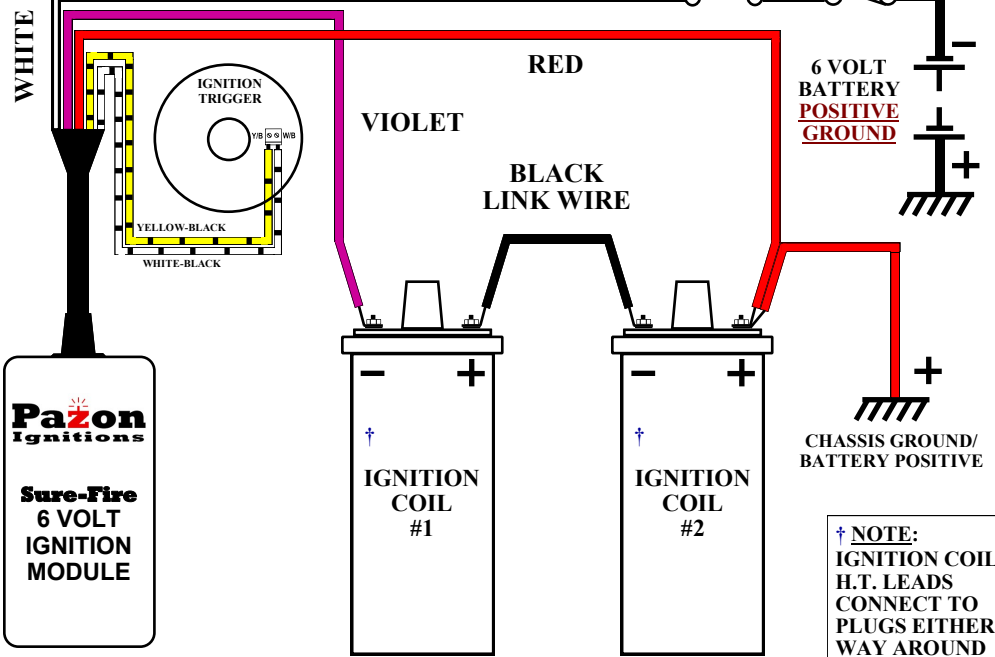 WHITE
IGNITION
TRIGGER
Y/B
W/B
YELLOW-BLACK
WHITE-BLACK
VIOLET
RED
BLACK
LINK WIRE
6 VOLT
BATTERY
POSITIVE
GROUND
−
+
Pazon
Ignitions
Sure-Fire
6 VOLT
IGNITION
MODULE
− +
†
IGNITION
COIL
#1
− +
†
IGNITION
COIL
#2
+
CHASSIS GROUND/
BATTERY POSITIVE
† NOTE:
IGNITION COIL
H.T. LEADS
CONNECT TO
PLUGS EITHER
WAY AROUND